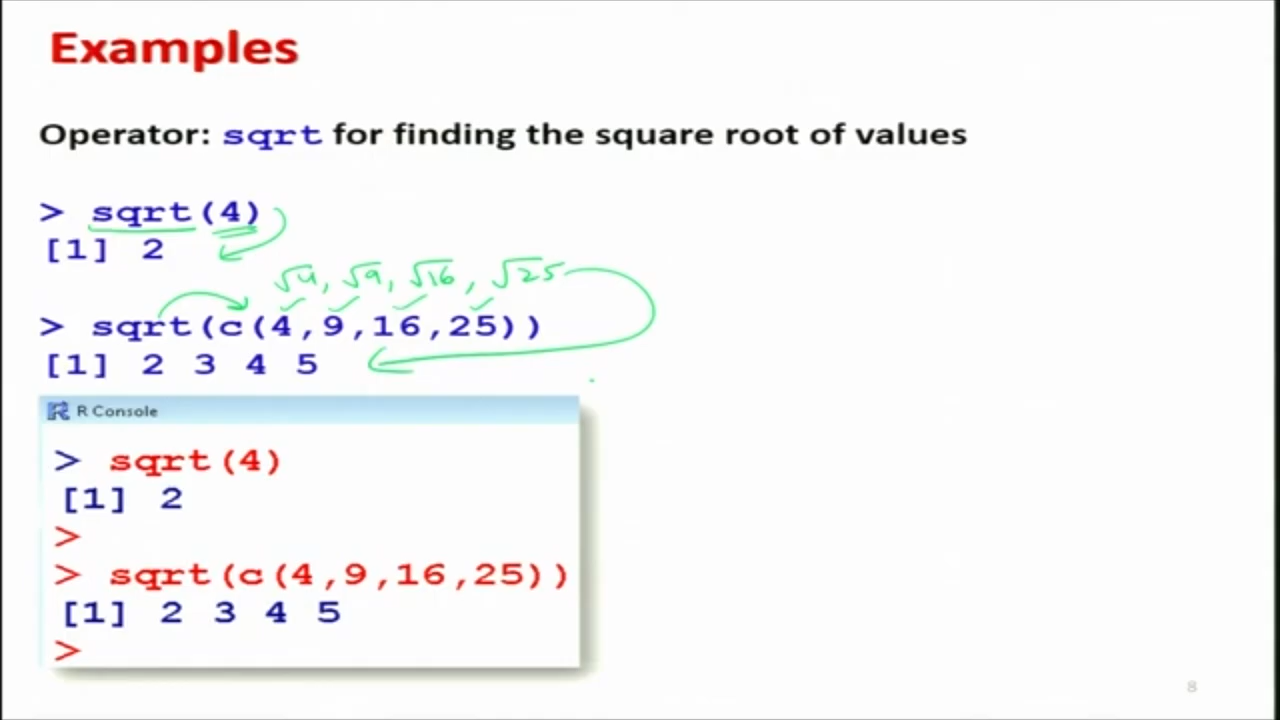 Examples
Operator: sqrt for finding the square root of values
> sqrt(4)
[1] 2
√4, √9, √16, √25
> sqrt(c(4,9,16,25))
[1] 2 3 4 5
R Console
> sqrt(4)
[1] 2
>
> sqrt(c(4,9,16,25))
[1] 2 3 4 5
>
8